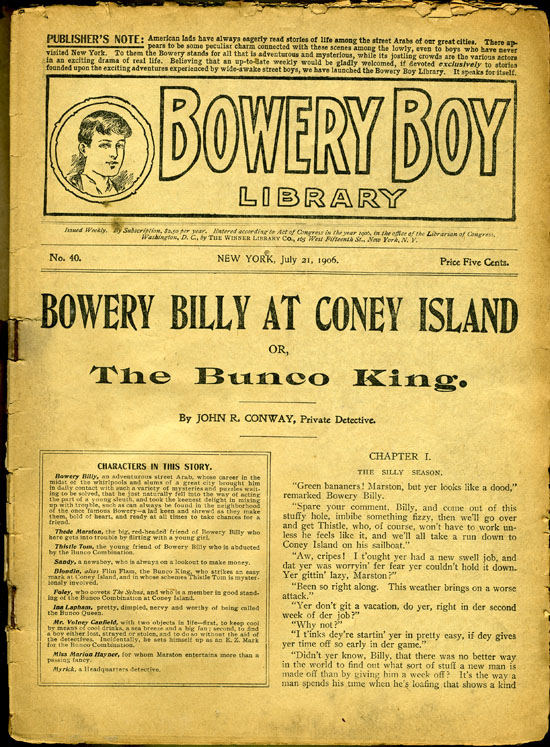 PUBLISHER'S NOTE: American lads have always eagerly read stories of life among the street Arabs of our great cities. There ap-
pears to be some peculiar charm connected with these scenes among the lowly, even to boys who have never
visited New York. To them the Bowery stands for all that is adventurous and mysterious, while its jostling crowds are the various actors
in an exciting drama of real life. Believing that an up-to-date weekly would be gladly welcomed, if devoted exclusively to stories
founded upon the exciting adventures experienced by wide-awake street boys, we have launched the Bowery Boy Library. It speaks for itself.
BOWERY BOY
LIBRARY
Issued Weekly. By Subscription, $2.50 per year. Entered according to Act of Congress in the year 1906, in the office of the Librarian of Congress,
Washington, D. C., by THE WINNER LIBRARY CO., 165 West Fifteenth St., New York, N. Y.
No. 40.
NEW YORK, July 21, 1906.
Price Five Cents.
BOWERY BILLY AT CONEY ISLAND
OR,
The Bunco King.
By JOHN R. CONWAY, Private Detective.
CHARACTERS IN THIS STORY.
Bowery Billy, an adventurous street Arab, whose career in the
midst of the whirlpools and slums of a great city brought him
in daily contact with such a variety of mysteries and puzzles wait-
ing to be solved, that he just naturally fell into the way of acting
the part of a young sleuth, and took the keenest delight in mixing
up with trouble, such as can always be found in the neighborhood
of the once famous Bowery—a lad keen and shrewd as they make
them, bold of heart, and ready at all times to take chances for a
friend.
Thede Marston, the big, red-headed friend of Bowery Billy who
here gets into trouble by flirting with a young girl.
Thistle Tom, the young friend of Bowery Billy who is abducted
by the Bunco Combination.
Sandy, a newsboy, who is always on a lookout to make money.
Blondin, alias Film Flam, the Bunco King, who strikes an easy
mark at Coney Island, and in whose schemes Thistle Tom is myster-
iously involved.
Foley, who covets The Sylvex, and who is a member in good stand-
ing of the Bunco Combination at Coney Island.
Ina Lapham, pretty, dimpled, nervy and worthy of being called
the Bunco Queen.
Mr. Volney Canfield, with two objects in life—first, to keep cool
by means of cool drinks, a sea breeze and a big fan; second, to find
a boy either lost, strayed or stolen, and to do so without the aid of
the detectives. Incidentally, he sets himself up as an E. Z. Mark
for the Bunco Combination.
Miss Marion Hayner, for whom Marston entertains more than a
passing fancy.
Myrick, a Headquarters detective.
CHAPTER I.
THE SILLY SEASON.
"Green bananers! Marston, but yer looks like a dood,"
remarked Bowery Billy.
"Spare your comment, Billy, and come out of this
stuffy hole, imbibe something fizzy, then we'll go over
and get Thistle, who, of course, won't have to work un-
less he feels like it, and we'll all take a run down to
Coney Island on his sailboat."
"Aw, cripes! I t'ought yer had a new swell job, and
dat yer was worryin' fer fear yer couldn't hold it down.
Yer gittin' lazy, Marston?"
"Been so right along. This weather brings on a worse
attack."
"Yer don't git a vacation, do yer, right in der second
week of der job?"
"Why not?"
"I t'inks dey're startin' yer in pretty easy, if dey gives
yer time off so early in der game."
"Didn't yer know, Billy, that there was no better way
in the world to find out what sort of stuff a new man is
made off than by giving him a week off? It's the way a
man spends his time when he's loafing that shows a kind